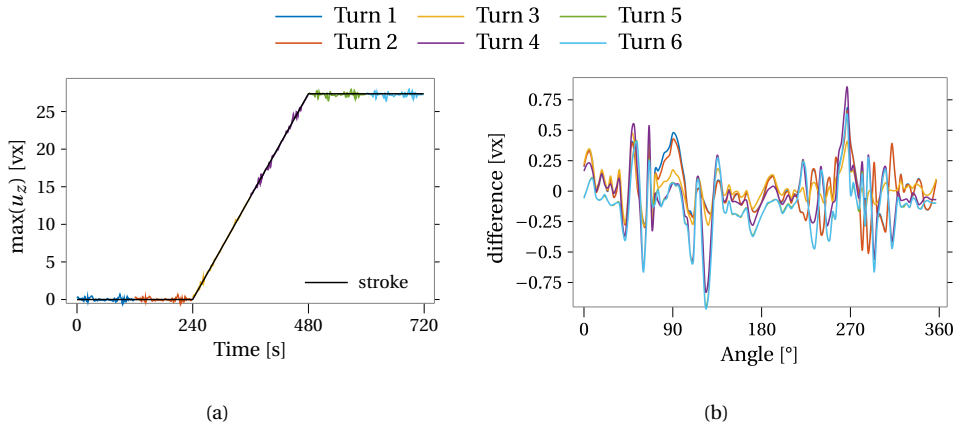 Turn 1 Turn 3 Turn 5
Turn 2 Turn 4 Turn 6
max(u_z) [vx]
25
20
15
10
5
0
stroke
0 240 480 720
Time [s]
(a)
difference [vx]
0.75
0.5
0.25
0
−0.25
−0.5
−0.75
0 90 180 270 360
Angle [°]
(b)